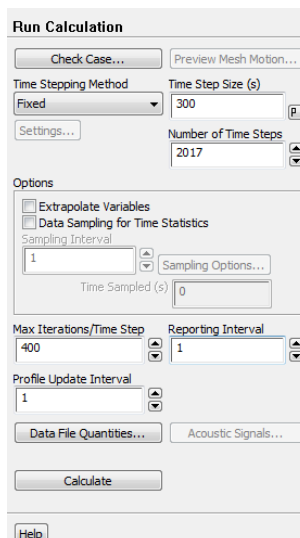 Run Calculation
Check Case... Preview Mesh Motion...
Time Stepping Method Time Step Size (s)
Fixed 300 P
Settings... Number of Time Steps
2017
Options
Extrapolate Variables
Data Sampling for Time Statistics
Sampling Interval
1 Sampling Options...
Time Sampled (s) 0
Max Iterations/Time Step Reporting Interval
400 1
Profile Update Interval
1
Data File Quantities... Acoustic Signals...
Calculate
Help